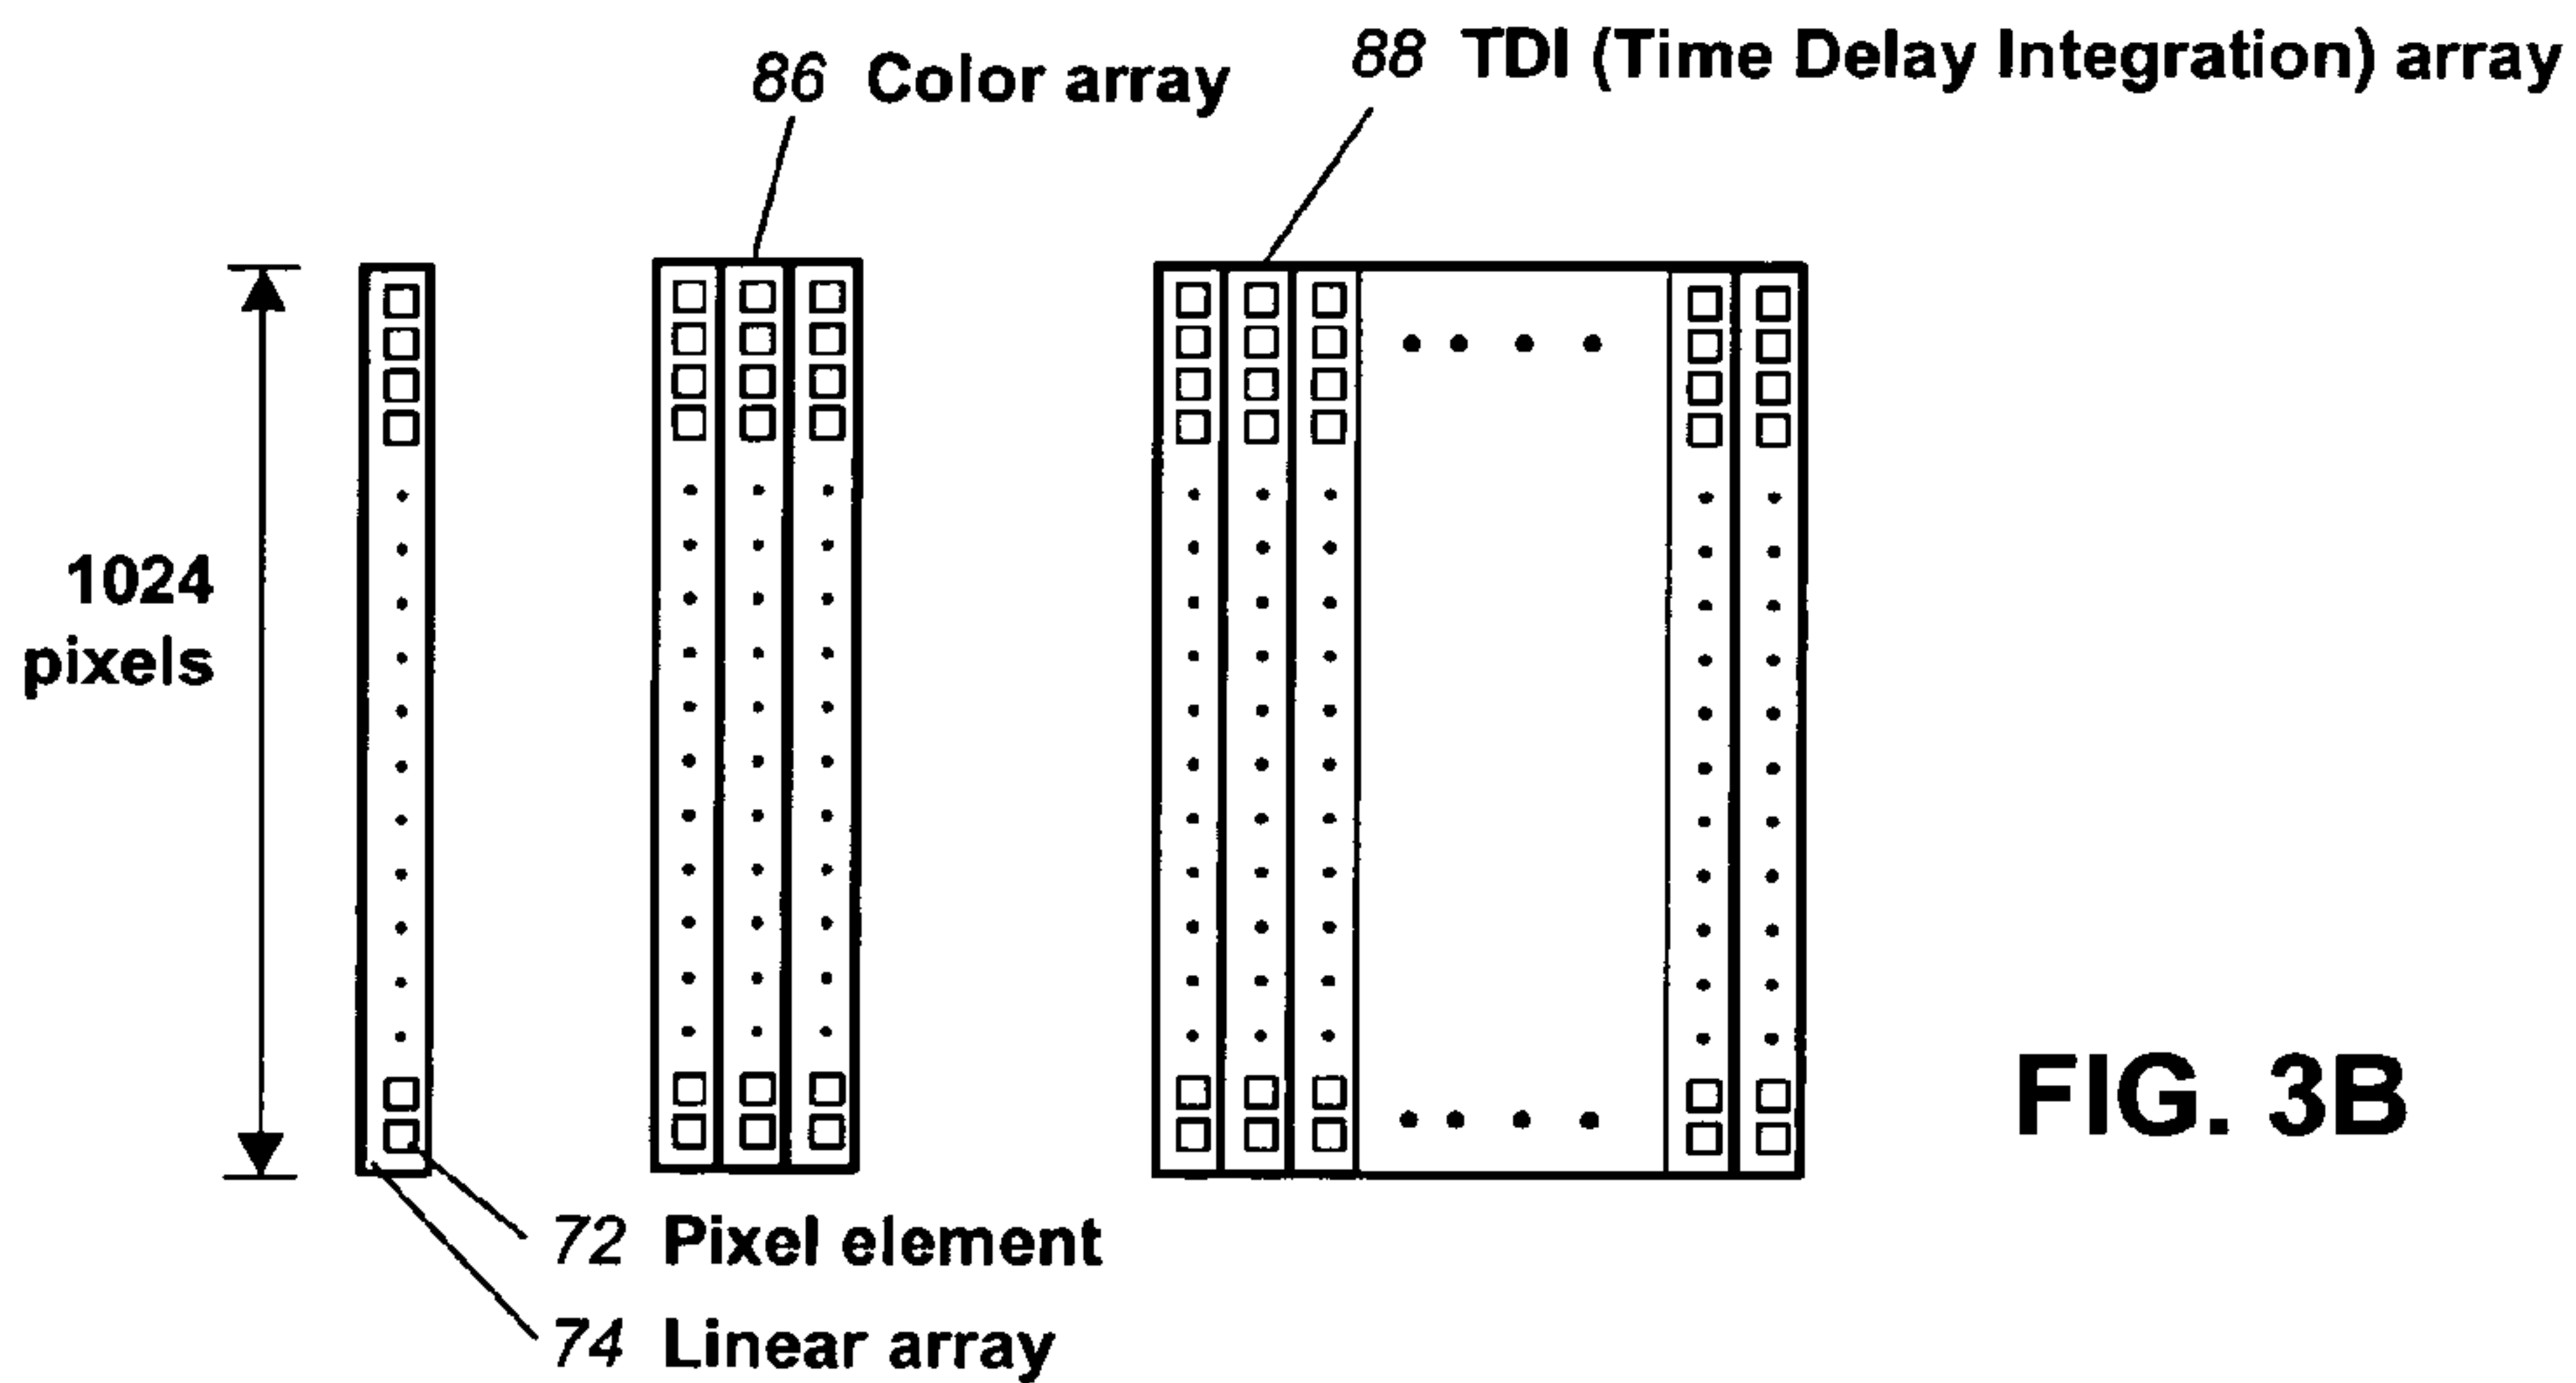 86 Color array
88 TDI (Time Delay Integration) array
1024
pixels
72 Pixel element
74 Linear array
FIG. 3B